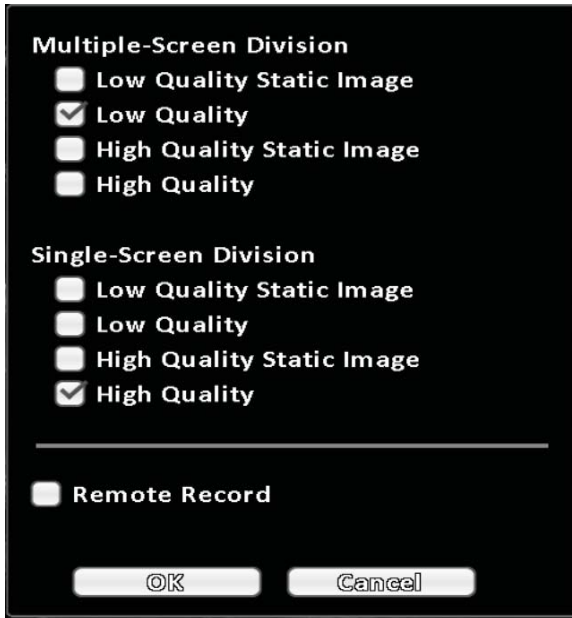 Multiple-Screen Division
Low Quality Static Image
Low Quality
High Quality Static Image
High Quality
Single-Screen Division
Low Quality Static Image
Low Quality
High Quality Static Image
High Quality
Remote Record
OK Cancel